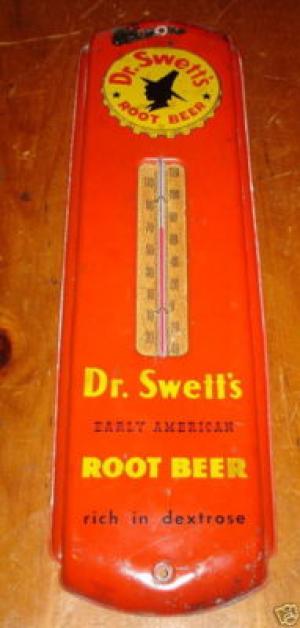 Dr. Swett's
ROOT BEER
Dr. Swett's
EARLY AMERICAN
ROOT BEER
rich in dextrose